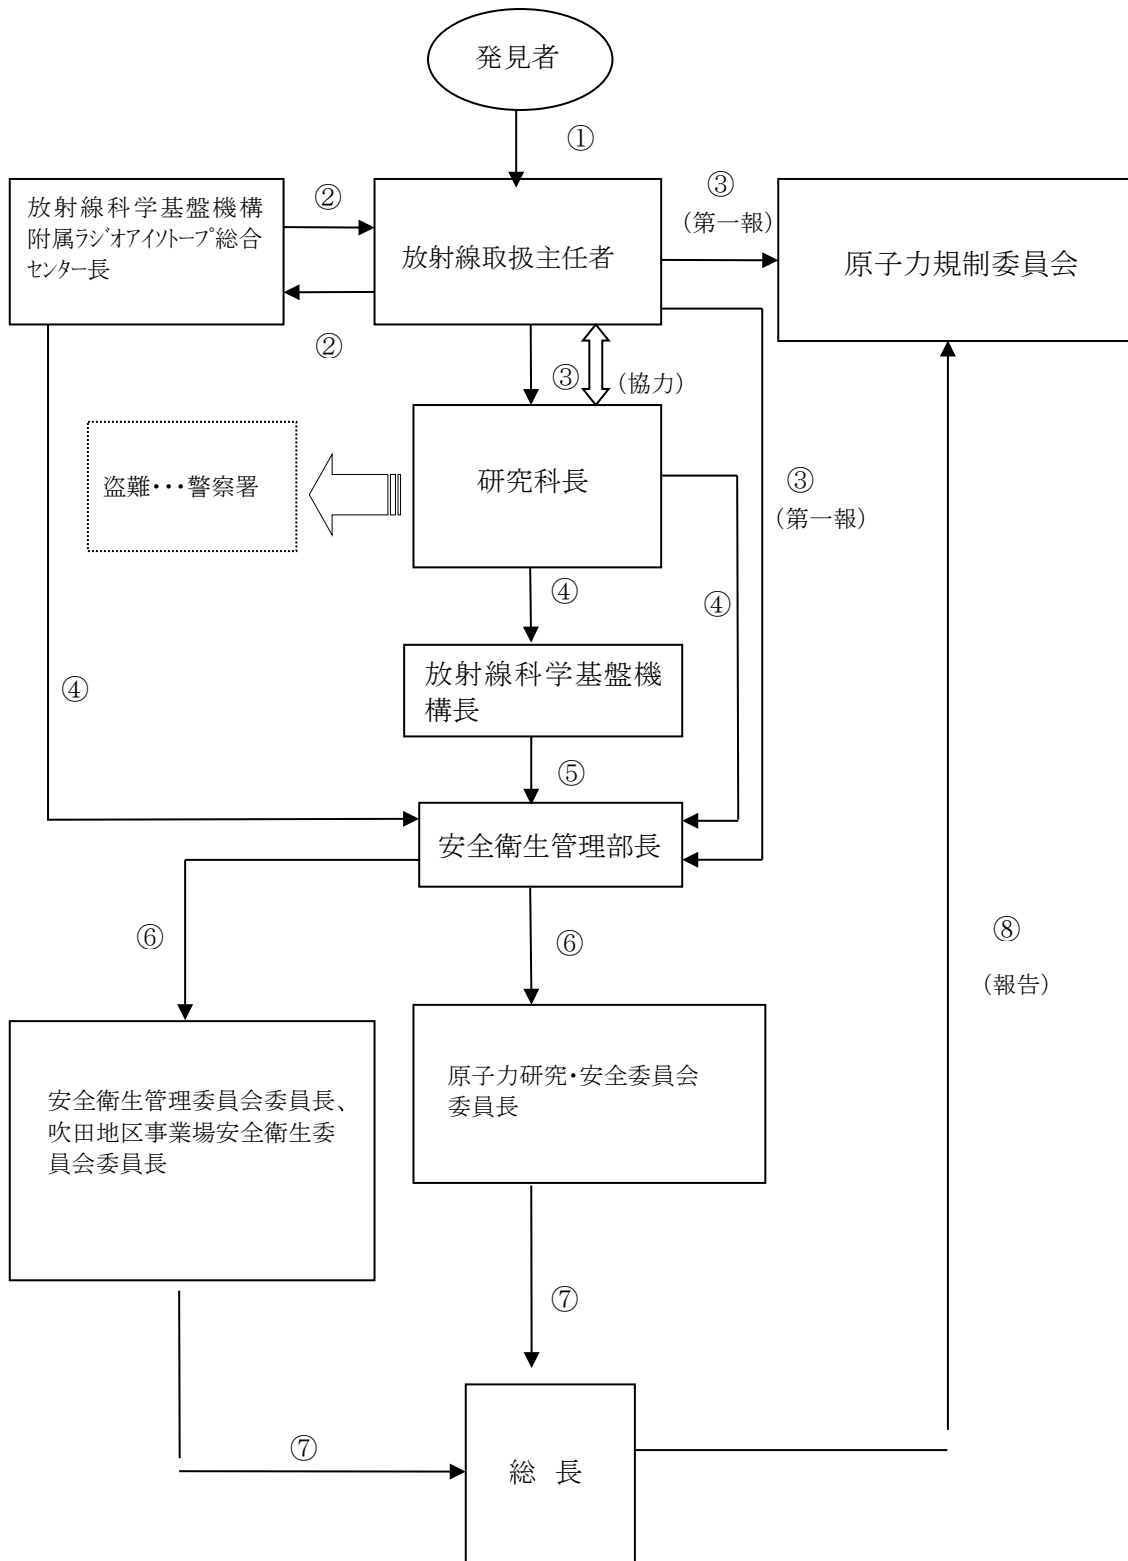 発見者
①
放射線科学基盤機構
附属ラジオアイソトープ総合
センター長
②
②
放射線取扱主任者
③
(第一報)
原子力規制委員会
③
(協力)
盗難・・・警察署
研究科長
③
(第一報)
④
④
放射線科学基盤機
構長
④
⑤
安全衛生管理部長
⑥
⑥
⑧
(報告)
安全衛生管理委員会委員長、
吹田地区事業場安全衛生委
員会委員長
原子力研究・安全委員会
委員長
⑦
⑦
総 長